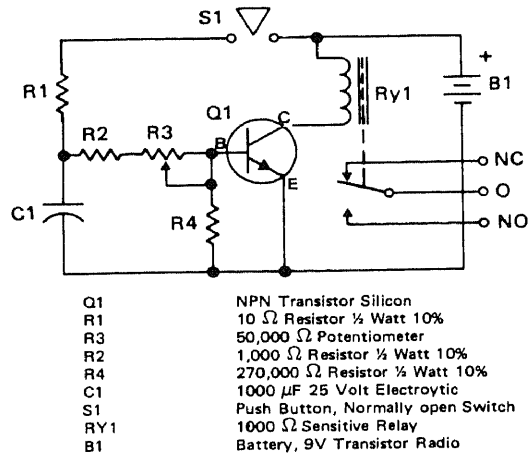 S1
+
R1
Ry1
B1
Q1
C
R2
R3
B
NC
E
O
C1
R4
NO
Q1 NPN Transistor Silicon
R1 10 Ω Resistor ½ Watt 10%
R3 50,000 Ω Potentiometer
R2 1,000 Ω Resistor ½ Watt 10%
R4 270,000 Ω Resistor ½ Watt 10%
C1 1000 μF 25 Volt Electroytic
S1 Push Button, Normally open Switch
RY1 1000 Ω Sensitive Relay
B1 Battery, 9V Transistor Radio